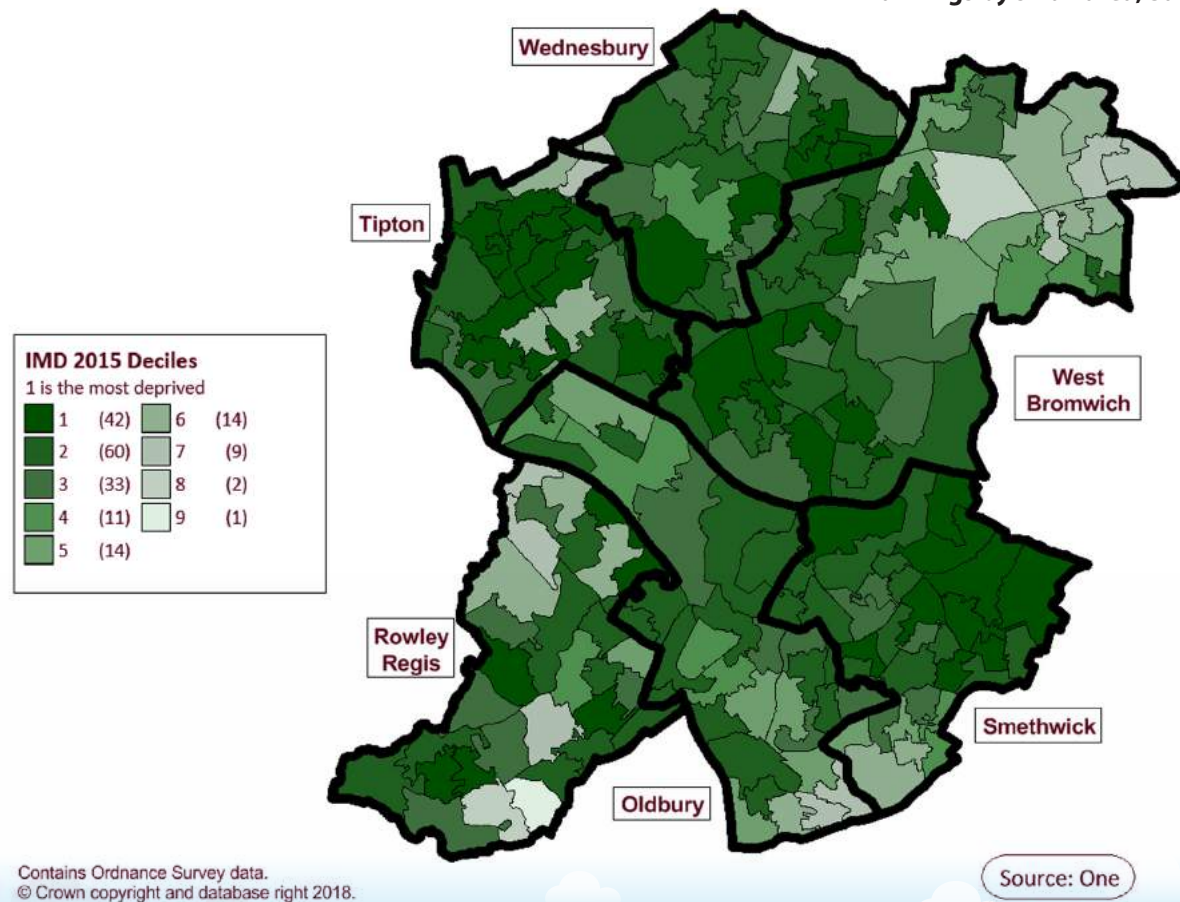 Wednesbury
Tipton
IMD 2015 Deciles
1 is the most deprived
1 (42) 6 (14)
2 (60) 7 (9)
3 (33) 8 (2)
4 (11) 9 (1)
5 (14)
West
Bromwich
Rowley
Regis
Smethwick
Oldbury
Contains Ordnance Survey data.
© Crown copyright and database right 2018.
Source: One